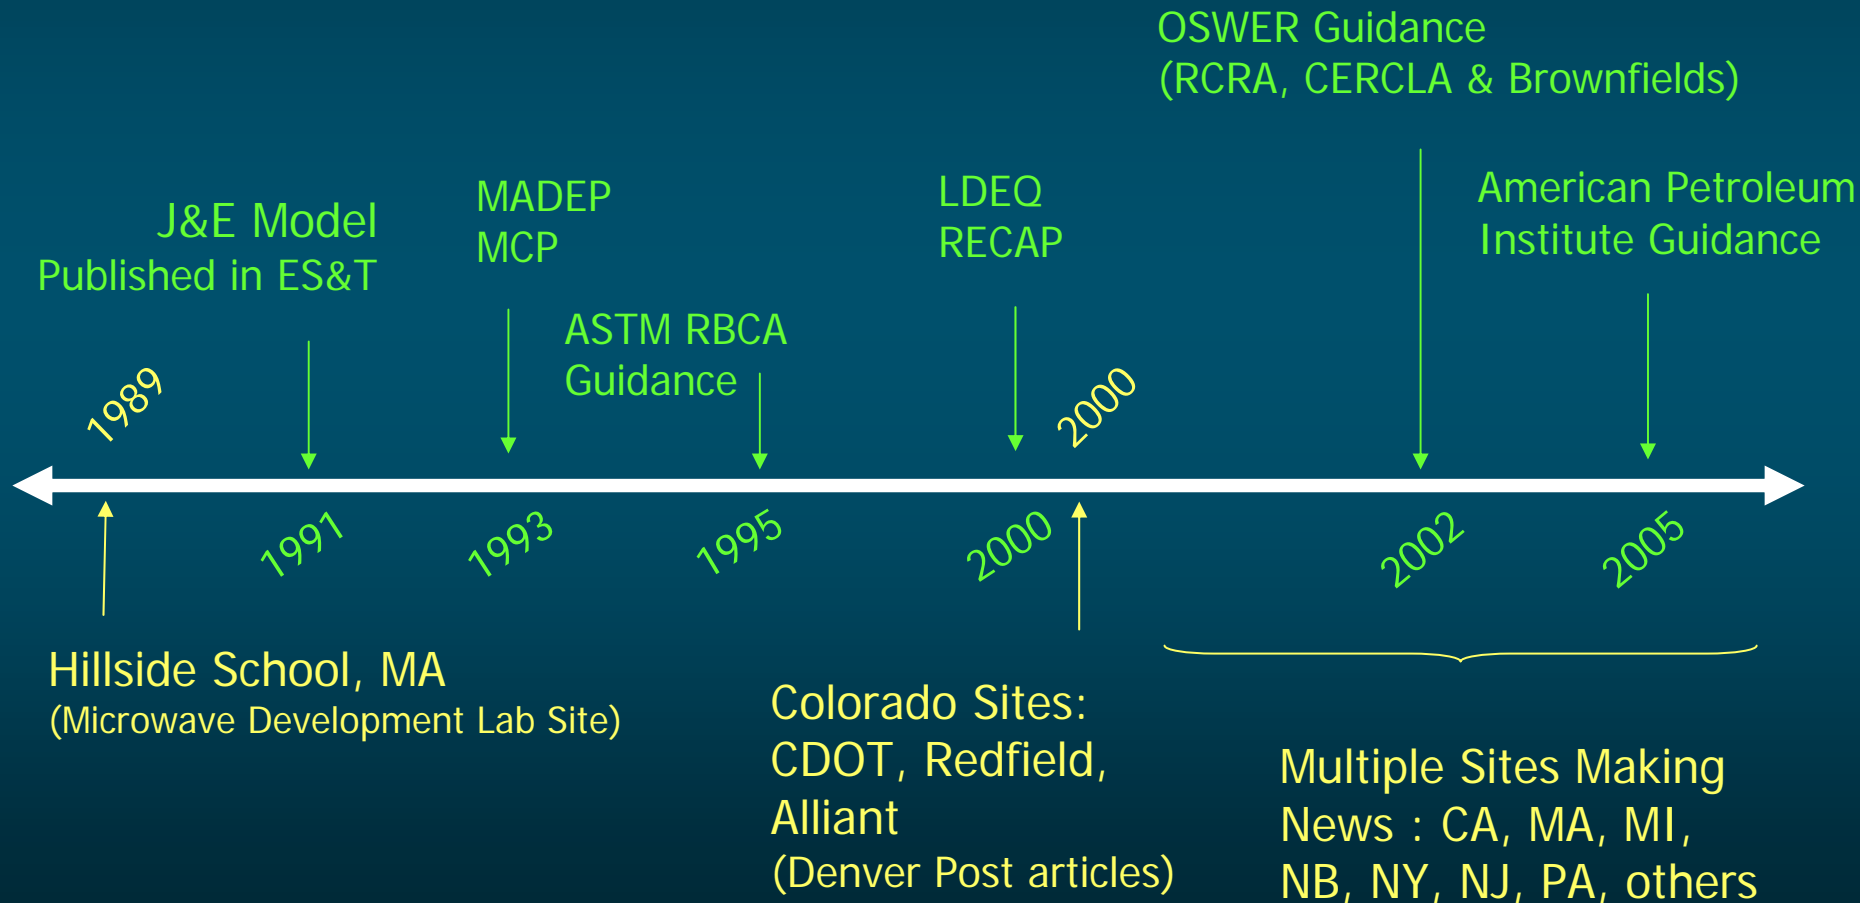 OSWER Guidance
(RCRA, CERCLA & Brownfields)
J&E Model
Published in ES&T
MADEP
MCP
ASTM RBCA
Guidance
LDEQ
RECAP
American Petroleum
Institute Guidance
1989
2000
1991
1993
1995
2000
2002
2005
Hillside School, MA
(Microwave Development Lab Site)
Colorado Sites:
CDOT, Redfield,
Alliant
(Denver Post articles)
Multiple Sites Making
News : CA, MA, MI,
NB, NY, NJ, PA, others